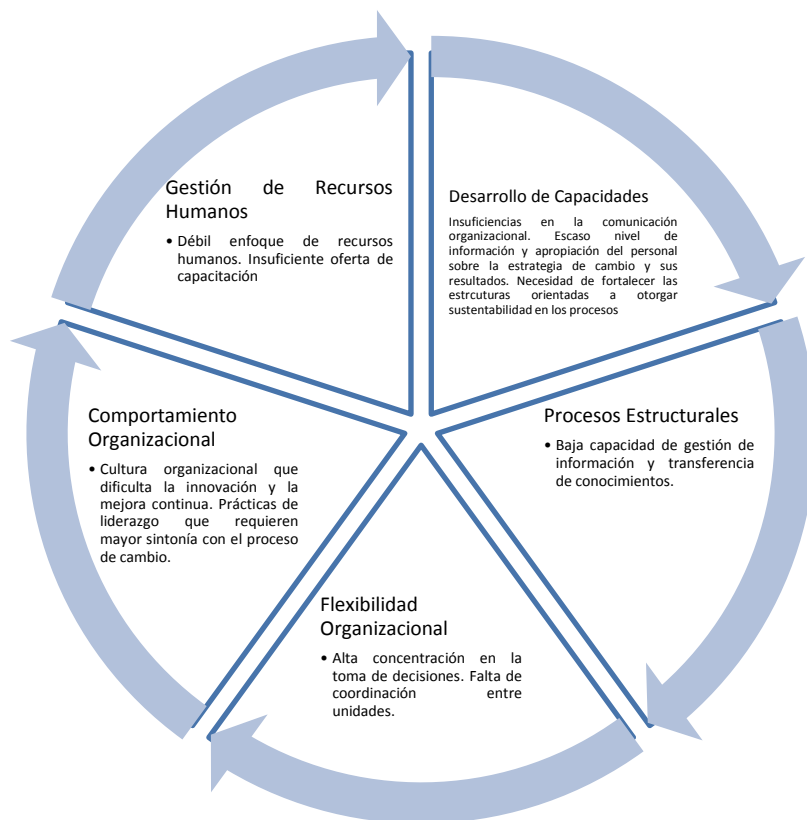 Gestión de Recursos
Humanos
• Débil enfoque de recursos
humanos. Insuficiente oferta de
capacitación
Desarrollo de Capacidades
Insuficiencias en la comunicación
organizacional. Escaso nivel de
información y apropiación del personal
sobre la estrategia de cambio y sus
resultados. Necesidad de fortalecer las
estrcuturas orientadas a otorgar
sustentabilidad en los procesos
Procesos Estructurales
• Baja capacidad de gestión de
información y transferencia
de conocimientos.
Flexibilidad
Organizacional
• Alta concentración en la
toma de decisiones. Falta de
coordinación entre
unidades.
Comportamiento
Organizacional
• Cultura organizacional que
dificulta la innovación y la
mejora continua. Prácticas de
liderazgo que requieren
mayor sintonía con el proceso
de cambio.